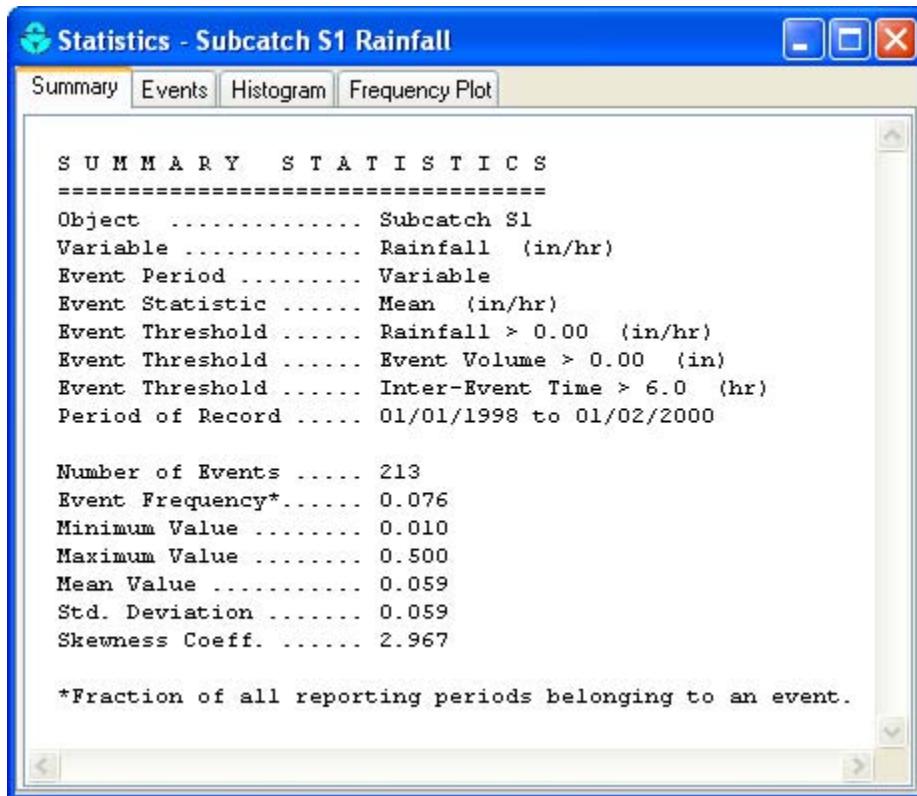 Statistics - Subcatch S1 Rainfall
Summary Events Histogram Frequency Plot
S U M M A R Y   S T A T I S T I C S
===================================
Object .............. Subcatch S1
Variable ............. Rainfall (in/hr)
Event Period ......... Variable
Event Statistic ...... Mean (in/hr)
Event Threshold ...... Rainfall > 0.00 (in/hr)
Event Threshold ...... Event Volume > 0.00 (in)
Event Threshold ...... Inter-Event Time > 6.0 (hr)
Period of Record ..... 01/01/1998 to 01/02/2000
Number of Events ..... 213
Event Frequency*...... 0.076
Minimum Value ........ 0.010
Maximum Value ........ 0.500
Mean Value ........... 0.059
Std. Deviation ....... 0.059
Skewness Coeff. ...... 2.967
*Fraction of all reporting periods belonging to an event.